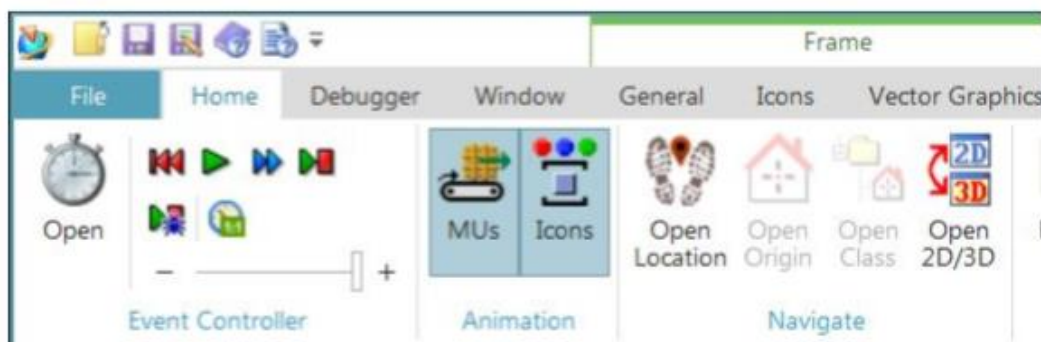 Frame
File Home Debugger Window General Icons Vector Graphics
Open MUs Icons Open Location Open Origin Open Class Open 2D/3D
2D
3D
Event Controller Animation Navigate